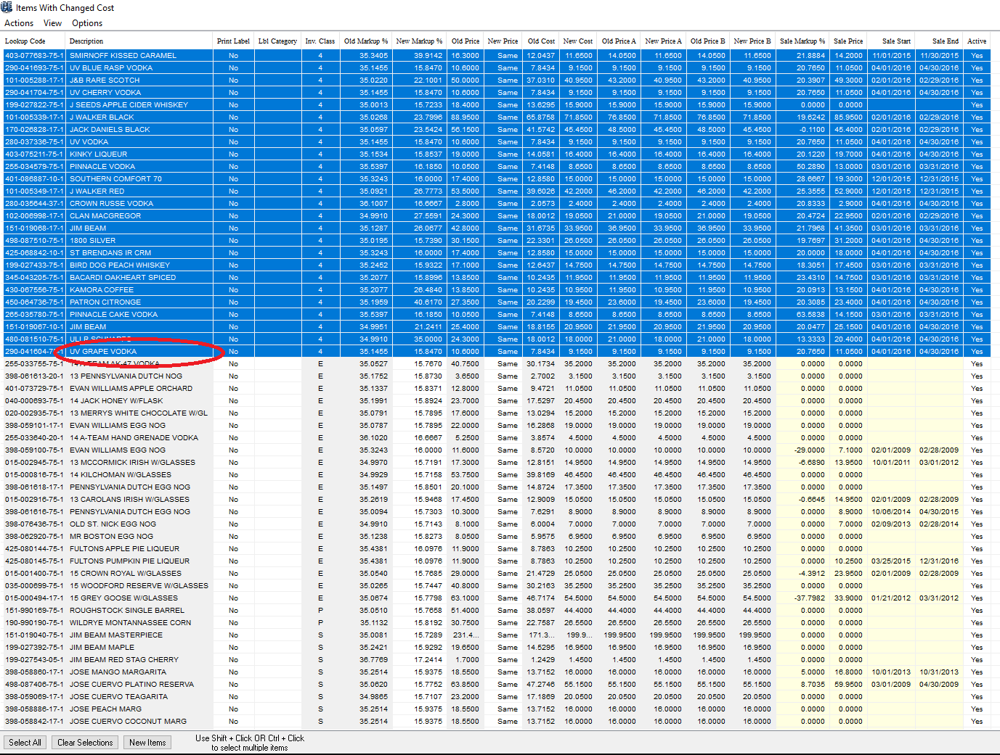 CE Items With Changed Cost
Actions View Options
Lookup Code Description Print Label Lbl Category Inv. Class Old Markup % New Markup % Old Price New Price Old Cost New Cost Old Price A New Price A Old Price B New Price B Sale Markup % Sale Price Sale Start Sale End Active
403-077683-75-1 SMIRNOFF KISSED CARAMEL No 4 35.3405 39.9142 16.3000 Same 12.0437 11.6500 14.0500 11.6500 14.0500 11.6500 21.8884 14.2000 11/01/2015 11/30/2015 Yes
290-041693-75-1 UV BLUE RASP VODKA No 4 35.1455 15.8470 10.6000 Same 7.8434 9.1500 9.1500 9.1500 9.1500 9.1500 20.7650 11.0500 04/01/2016 04/30/2016 Yes
101-005288-17-1 J&B RARE SCOTCH No 4 35.0220 22.1001 50.0000 Same 37.0310 40.9500 43.2000 40.9500 43.2000 40.9500 20.3907 49.3000 02/01/2016 02/29/2016 Yes
290-041704-75-1 UV CHERRY VODKA No 4 35.1455 15.8470 10.6000 Same 7.8434 9.1500 9.1500 9.1500 9.1500 9.1500 20.7650 11.0500 04/01/2016 04/30/2016 Yes
199-027822-75-1 J SEEDS APPLE CIDER WHISKEY No 4 35.0013 15.7233 18.4000 Same 13.6295 15.9000 15.9000 15.9000 15.9000 15.9000 0.0000 0.0000 Yes
101-005339-17-1 J WALKER BLACK No 4 35.0268 23.7996 88.9500 Same 65.8758 71.8500 76.8500 71.8500 76.8500 71.8500 19.6242 85.9500 02/01/2016 02/29/2016 Yes
170-026828-17-1 JACK DANIELS BLACK No 4 35.0597 23.5424 56.1500 Same 41.5742 45.4500 48.5000 45.4500 48.5000 45.4500 -0.1100 45.4000 02/01/2016 02/29/2016 Yes
280-037336-75-1 UV VODKA No 4 35.1455 15.8470 10.6000 Same 7.8434 9.1500 9.1500 9.1500 9.1500 9.1500 20.7650 11.0500 04/01/2016 04/30/2016 Yes
403-075211-75-1 KINKY LIQUEUR No 4 35.1534 15.8537 19.0000 Same 14.0581 16.4000 16.4000 16.4000 16.4000 16.4000 20.1220 19.7000 04/01/2016 04/30/2016 Yes
255-034579-75-1 PINNACLE VODKA No 4 35.5397 16.1850 10.0500 Same 7.4148 8.6500 8.6500 8.6500 8.6500 8.6500 50.2890 13.0000 03/01/2016 03/31/2016 Yes
401-086887-10-1 SOUTHERN COMFORT 70 No 4 35.3243 16.0000 17.4000 Same 12.8580 15.0000 15.0000 15.0000 15.0000 15.0000 28.6667 19.3000 12/01/2015 12/31/2015 Yes
101-005349-17-1 J WALKER RED No 4 35.0921 26.7773 53.5000 Same 39.6026 42.2000 46.2000 42.2000 46.2000 42.2000 25.3555 52.9000 12/01/2015 12/31/2015 Yes
280-035644-37-1 CROWN RUSSE VODKA No 4 36.1007 16.6667 2.8000 Same 2.0573 2.4000 2.4000 2.4000 2.4000 2.4000 20.8333 2.9000 03/01/2016 03/31/2016 Yes
102-006998-17-1 CLAN MACGREGOR No 4 34.9910 27.5591 24.3000 Same 18.0012 19.0500 21.0000 19.0500 21.0000 19.0500 20.4724 22.9500 02/01/2016 02/29/2016 Yes
151-019068-17-1 JIM BEAM No 4 35.1287 26.0677 42.8000 Same 31.6735 33.9500 36.9500 33.9500 36.9500 33.9500 21.7968 41.3500 03/01/2016 03/31/2016 Yes
498-087510-75-1 1800 SILVER No 4 35.0195 15.7390 30.1500 Same 22.3301 26.0500 26.0500 26.0500 26.0500 26.0500 19.7697 31.2000 04/01/2016 04/30/2016 Yes
425-068842-10-1 ST BRENDANS IR CRM No 4 35.3243 16.0000 17.4000 Same 12.8580 15.0000 15.0000 15.0000 15.0000 15.0000 20.0000 18.0000 04/01/2016 04/30/2016 Yes
199-027433-75-1 BIRD DOG PEACH WHISKEY No 4 35.2452 15.9322 17.1000 Same 12.6437 14.7500 14.7500 14.7500 14.7500 14.7500 18.3051 17.4500 03/01/2016 03/31/2016 Yes
345-043205-75-1 BACARDI OAKHEART SPICED No 4 35.2077 15.8996 13.8500 Same 10.2435 11.9500 11.9500 11.9500 11.9500 11.9500 23.4310 14.7500 03/01/2016 03/31/2016 Yes
430-067556-75-1 KAMORA COFFEE No 4 35.2077 26.4840 13.8500 Same 10.2435 10.9500 11.9500 10.9500 11.9500 10.9500 20.0913 13.1500 04/01/2016 04/30/2016 Yes
450-064736-75-1 PATRON CITRONGE No 4 35.1959 40.6170 27.3500 Same 20.2299 19.4500 23.6000 19.4500 23.6000 19.4500 20.3085 23.4000 04/01/2016 04/30/2016 Yes
265-035780-75-1 PINNACLE CAKE VODKA No 4 35.5397 16.1850 10.0500 Same 7.4148 8.6500 8.6500 8.6500 8.6500 8.6500 63.5838 14.1500 03/01/2016 03/31/2016 Yes
151-019067-10-1 JIM BEAM No 4 34.9951 21.2411 25.4000 Same 18.8155 20.9500 21.9500 20.9500 21.9500 20.9500 20.0477 25.1500 03/01/2016 03/31/2016 Yes
480-081510-75-1 No 4 34.9910 35.0000 24.3000 Same 18.0012 18.0000 21.0000 18.0000 21.0000 18.0000 13.3333 20.4000 04/01/2016 04/30/2016 Yes
290-041604-75-1 UV GRAPE VODKA No 4 35.1455 15.8470 10.6000 Same 7.8434 9.1500 9.1500 9.1500 9.1500 9.1500 20.7650 11.0500 04/01/2016 04/30/2016 Yes
255-033755-75-1 14 A-TEAM AK-47 VODKA No E 35.0527 15.7670 40.7500 Same 30.1734 35.2000 35.2000 35.2000 35.2000 35.2000 0.0000 0.0000 Yes
398-061613-20-1 13 PENNSYLVANIA DUTCH NOG No E 35.1752 15.8730 3.6500 Same 2.7002 3.1500 3.1500 3.1500 3.1500 3.1500 0.0000 0.0000 Yes
401-073729-75-1 EVAN WILLIAMS APPLE ORCHARD No E 35.1337 15.8371 12.8000 Same 9.4721 11.0500 11.0500 11.0500 11.0500 11.0500 0.0000 0.0000 Yes
040-000693-75-1 14 JACK HONEY W/FLASK No E 35.1991 15.8924 23.7000 Same 17.5297 20.4500 20.4500 20.4500 20.4500 20.4500 0.0000 0.0000 Yes
020-002935-75-1 13 MERRYS WHITE CHOCOLATE W/GL No E 35.0791 15.7895 17.6000 Same 13.0294 15.2000 15.2000 15.2000 15.2000 15.2000 0.0000 0.0000 Yes
398-059101-17-1 EVAN WILLIAMS EGG NOG No E 35.0787 15.7895 22.0000 Same 16.2868 19.0000 19.0000 19.0000 19.0000 19.0000 0.0000 0.0000 Yes
255-033640-20-1 14 A-TEAM HAND GRENADE VODKA No E 36.1020 16.6667 5.2500 Same 3.8574 4.5000 4.5000 4.5000 4.5000 4.5000 0.0000 0.0000 Yes
398-059100-75-1 EVAN WILLIAMS EGG NOG No E 35.3243 16.0000 11.6000 Same 8.5720 10.0000 10.0000 10.0000 10.0000 10.0000 -29.0000 7.1000 02/01/2009 02/28/2009 Yes
015-002945-75-1 13 MCCORMICK IRISH W/GLASSES No E 34.9970 15.7191 17.3000 Same 12.8151 14.9500 14.9500 14.9500 14.9500 14.9500 -6.6890 13.9500 10/01/2011 03/01/2012 Yes
015-000816-75-1 14 KILCHOMAN W/GLASSES No E 34.9929 15.7158 53.7500 Same 39.8169 46.4500 46.4500 46.4500 46.4500 46.4500 0.0000 0.0000 Yes
398-061618-17-1 PENNSYLVANIA DUTCH EGG NOG No E 35.1497 15.8501 20.1000 Same 14.8724 17.3500 17.3500 17.3500 17.3500 17.3500 0.0000 0.0000 Yes
015-002916-75-1 13 CAROLANS IRISH W/GLASSES No E 35.2619 15.9468 17.4500 Same 12.9009 15.0500 15.0500 15.0500 15.0500 15.0500 -0.6645 14.9500 02/01/2009 02/28/2009 Yes
398-061616-75-1 PENNSYLVANIA DUTCH EGG NOG No E 35.0094 15.7303 10.3000 Same 7.6291 8.9000 8.9000 8.9000 8.9000 8.9000 0.0000 8.9000 10/06/2014 04/30/2015 Yes
398-076436-75-1 OLD ST. NICK EGG NOG No E 34.9910 15.7143 8.1000 Same 6.0004 7.0000 7.0000 7.0000 7.0000 7.0000 0.0000 7.0000 02/09/2013 02/28/2014 Yes
398-062920-75-1 MR BOSTON EGG NOG No E 35.1238 15.8273 8.0500 Same 5.9575 6.9500 6.9500 6.9500 6.9500 6.9500 0.0000 0.0000 Yes
425-080144-75-1 FULTONS APPLE PIE LIQUEUR No E 35.4381 16.0976 11.9000 Same 8.7863 10.2500 10.2500 10.2500 10.2500 10.2500 0.0000 0.0000 Yes
425-080145-75-1 FULTONS PUMPKIN PIE LIQUEUR No E 35.4381 16.0976 11.9000 Same 8.7863 10.2500 10.2500 10.2500 10.2500 10.2500 0.0000 10.2500 03/25/2015 12/31/2016 Yes
015-001400-75-1 15 CROWN ROYAL W/GLASSES No E 35.0540 15.7685 29.0000 Same 21.4729 25.0500 25.0500 25.0500 25.0500 25.0500 -4.3912 23.9500 02/01/2009 02/28/2009 Yes
035-000699-75-1 15 WOODFORD RESERVE W/GLASSES No E 35.0265 15.7447 40.8000 Same 30.2163 35.2500 35.2500 35.2500 35.2500 35.2500 0.0000 0.0000 Yes
015-000494-17-1 15 GREY GOOSE W/GLASSES No E 35.0674 15.7798 63.1000 Same 46.7174 54.5000 54.5000 54.5000 54.5000 54.5000 -37.7982 33.9000 01/21/2012 03/31/2012 Yes
151-990169-75-1 ROUGHSTOCK SINGLE BARREL No P 35.0510 15.7658 51.4000 Same 38.0597 44.4000 44.4000 44.4000 44.4000 44.4000 0.0000 0.0000 Yes
190-990190-75-1 WILDRYE MONTANNASSEE CORN No P 35.1132 15.8192 30.7500 Same 22.7587 26.5500 26.5500 26.5500 26.5500 26.5500 0.0000 0.0000 Yes
151-019040-75-1 JIM BEAM MASTERPIECE No S 35.0081 15.7289 231.4... Same 171.3... 199.9... 199.9500 199.9500 199.9500 199.9500 0.0000 0.0000 Yes
199-027392-75-1 JIM BEAM MAPLE No S 35.2421 15.9292 19.6500 Same 14.5295 16.9500 16.9500 16.9500 16.9500 16.9500 0.0000 0.0000 Yes
199-027543-05-1 JIM BEAM RED STAG CHERRY No S 36.7769 17.2414 1.7000 Same 1.2429 1.4500 1.4500 1.4500 1.4500 1.4500 0.0000 0.0000 Yes
398-058860-17-1 JOSE MANGO MARGARITA No S 35.2514 15.9375 18.5500 Same 13.7152 16.0000 16.0000 16.0000 16.0000 16.0000 5.0000 16.8000 10/01/2013 10/31/2013 Yes
498-087406-75-1 JOSE CUERVO PLATINO RESERVA No S 35.0620 15.7752 63.8500 Same 47.2746 55.1500 55.1500 55.1500 55.1500 55.1500 8.7035 59.9500 03/01/2009 04/30/2009 Yes
398-059069-17-1 JOSE CUERVO TEAGARITA No S 34.9865 15.7107 23.2000 Same 17.1869 20.0500 20.0500 20.0500 20.0500 20.0500 0.0000 0.0000 Yes
398-058886-17-1 JOSE PEACH MARG No S 35.2514 15.9375 18.5500 Same 13.7152 16.0000 16.0000 16.0000 16.0000 16.0000 0.0000 0.0000 Yes
398-058842-17-1 JOSE CUERVO COCONUT MARG No S 35.2514 15.9375 18.5500 Same 13.7152 16.0000 16.0000 16.0000 16.0000 16.0000 0.0000 0.0000 Yes
Select All Clear Selections New Items Use Shift + Click OR Ctrl + Click
to select multiple items